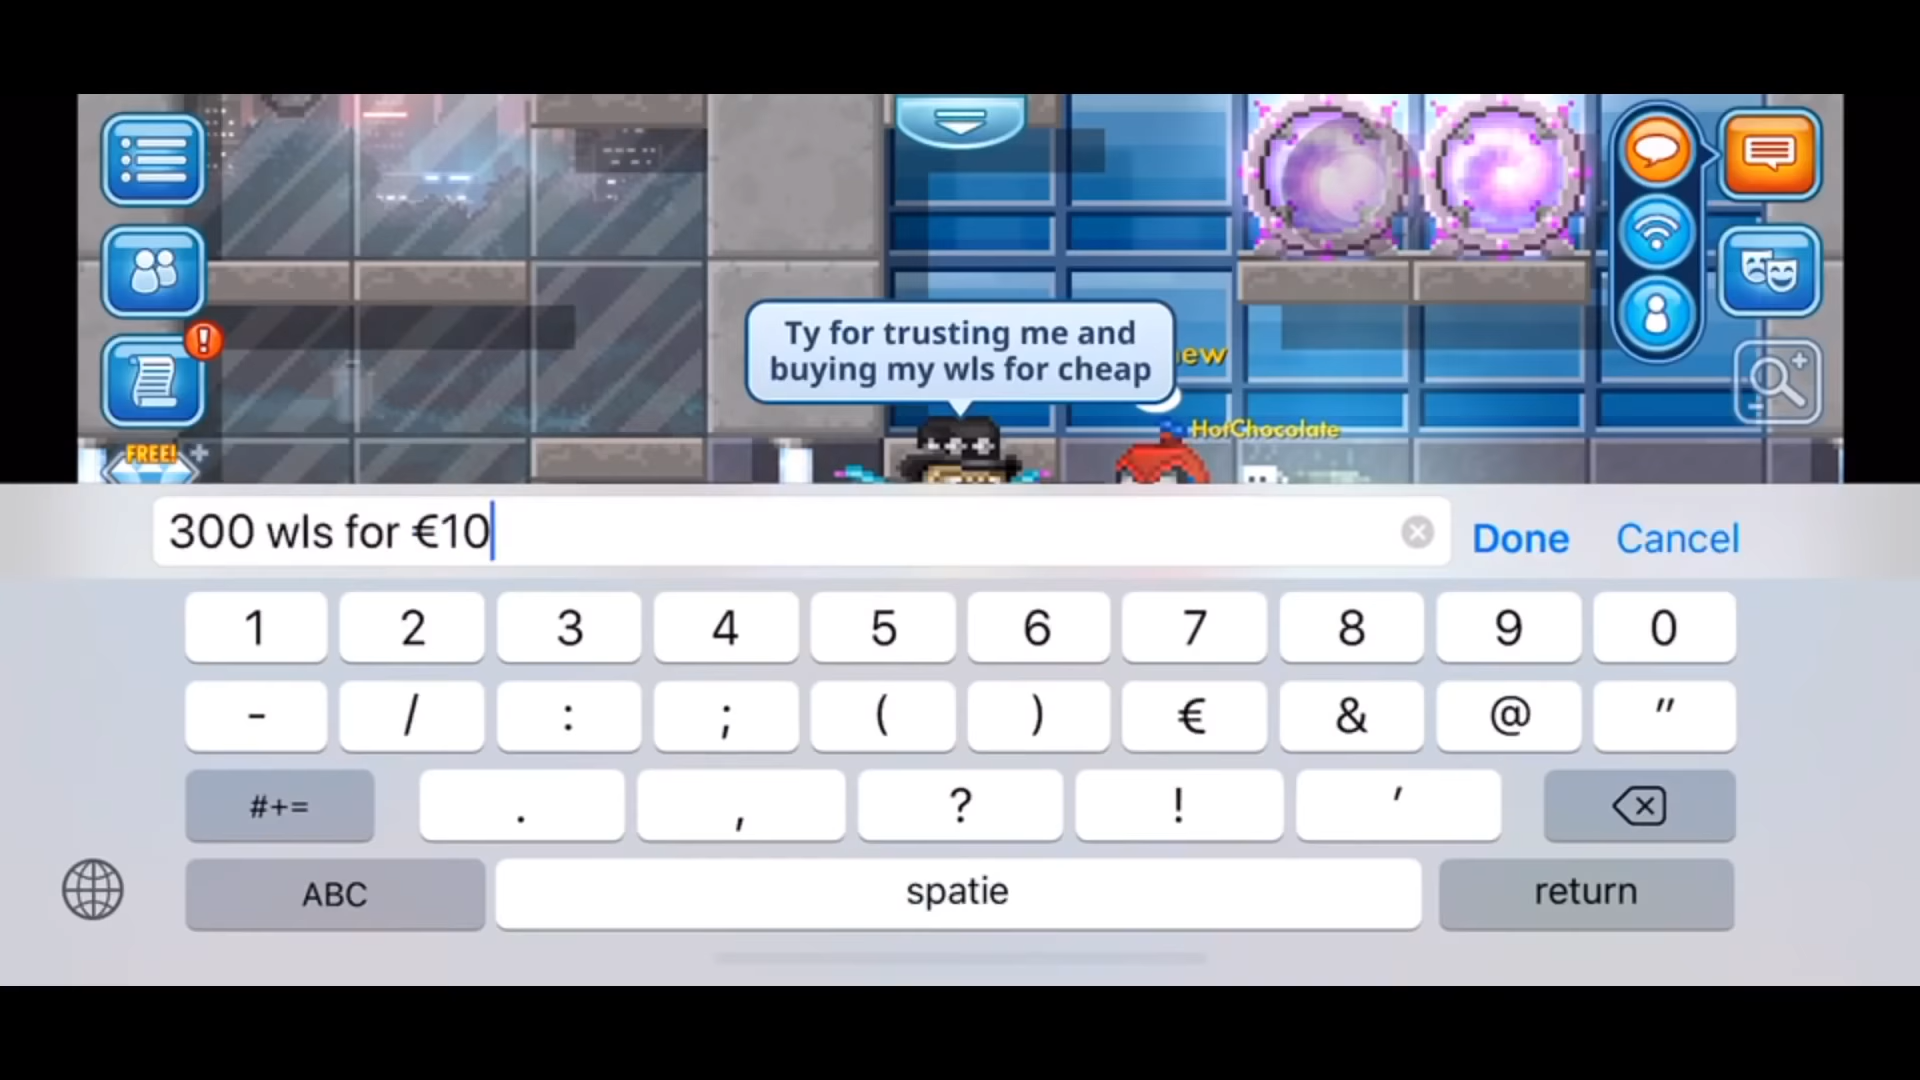 Ty for trusting me and
buying my wls for cheap
ew
HotChocolate
FREE!
300 wls for €10
Done
Cancel
1 2 3 4 5 6 7 8 9 0
- / : ; ( ) € & @ "
#+= . , ? ! '
ABC spatie return